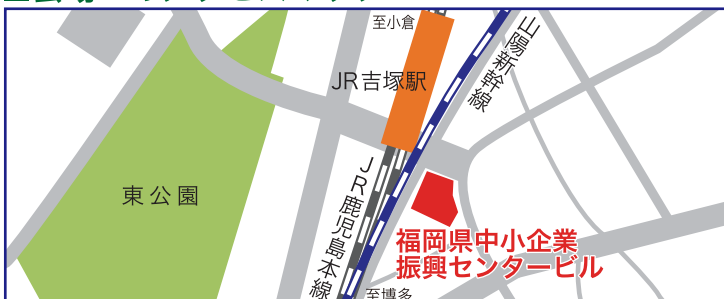 至小倉
山陽新幹線
JR吉塚駅
東公園
JR鹿児島本線
福岡県中小企業
振興センタービル
至博多